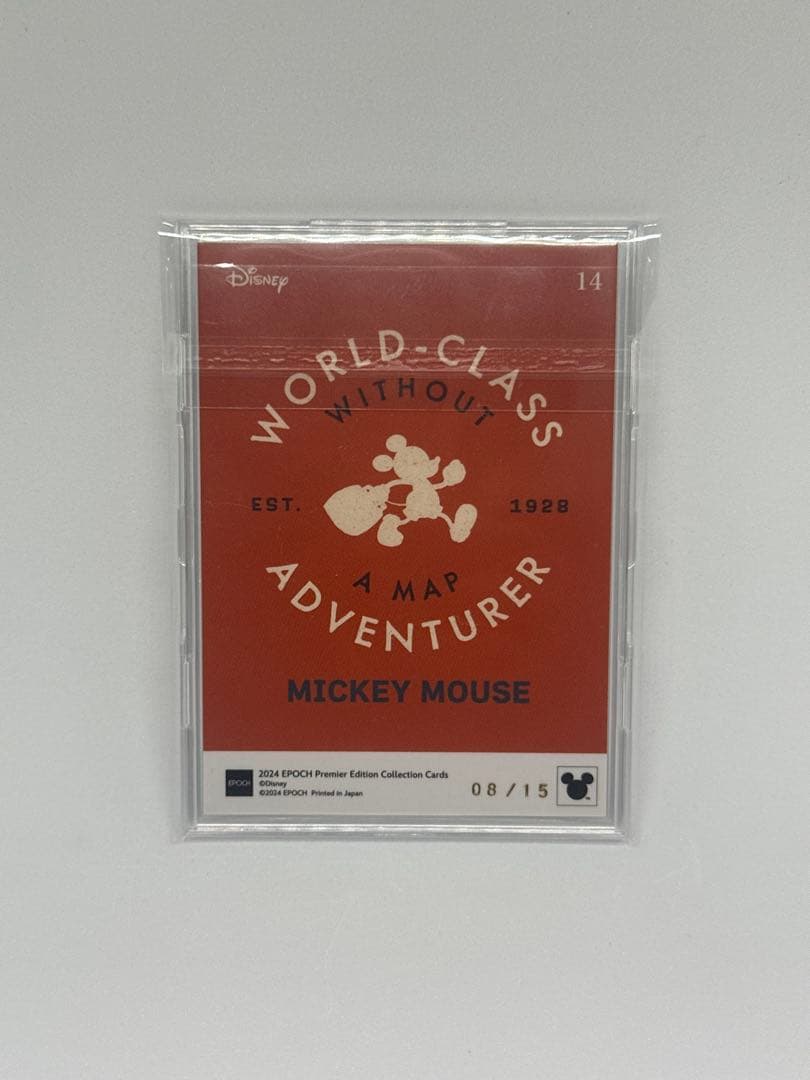 Disney
14
WORLD-CLASS
WITHOUT
EST. 1928
A MAP
ADVENTURER
MICKEY MOUSE
EPOCH
2024 EPOCH Premier Edition Collection Cards
©Disney
©2024 EPOCH Printed in Japan
08/15
TM